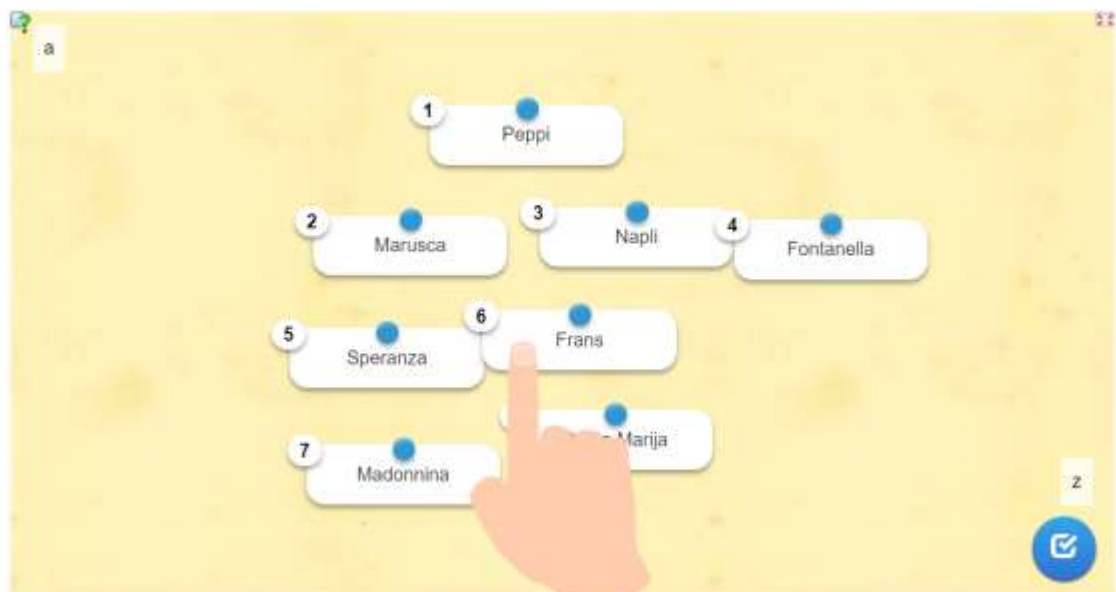 a
1
Peppi
2
Marusca
3
Napli
4
Fontanella
5
Speranza
6
Frans
Marija
7
Madonnina
z